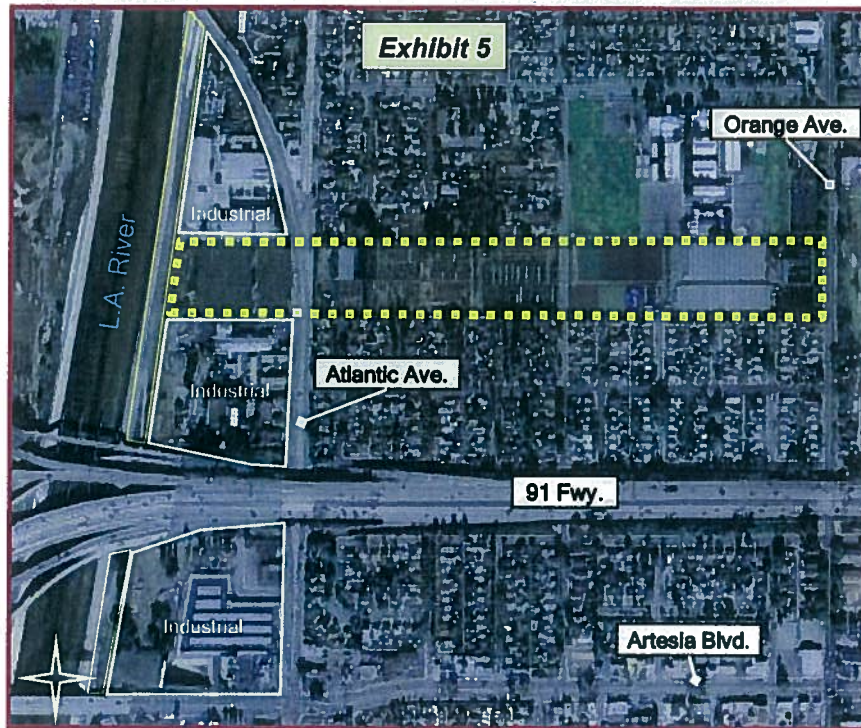 Exhibit 5
Orange Ave.
Industrial
L.A. River
Industrial
Atlantic Ave.
91 Fwy.
Industrial
Artesia Blvd.